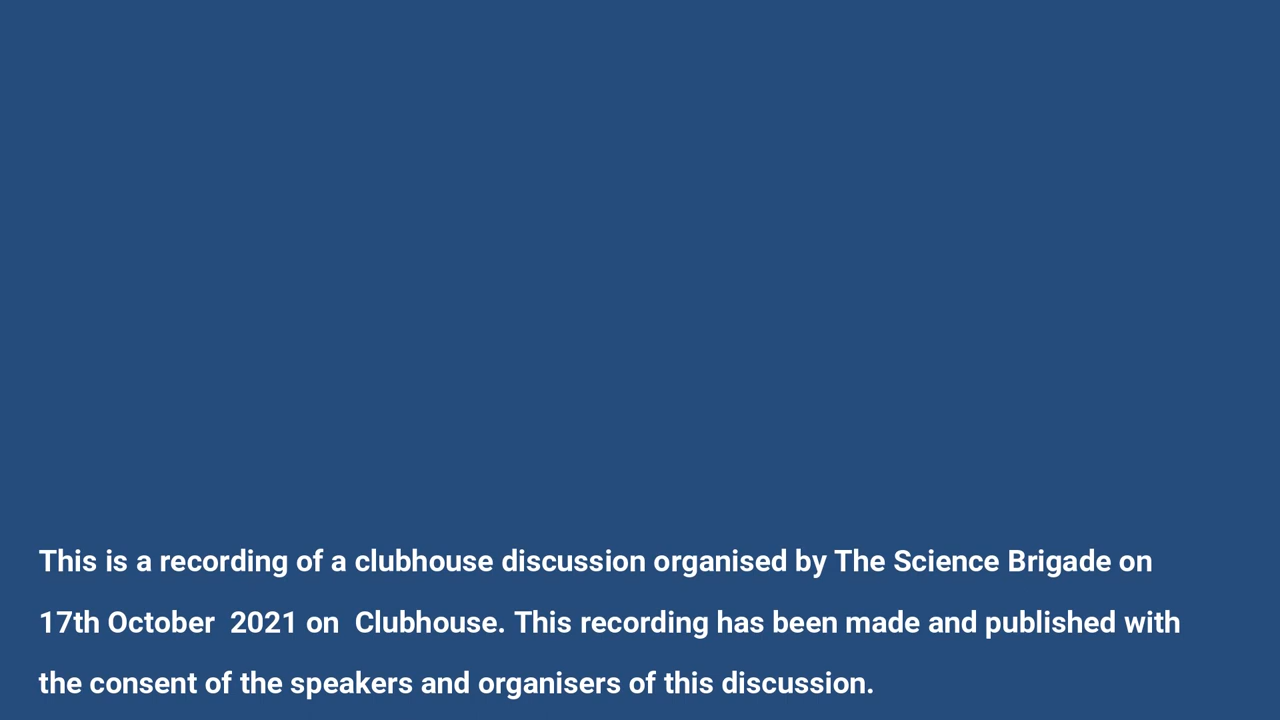 This is a recording of a clubhouse discussion organised by The Science Brigade on
17th October  2021 on  Clubhouse. This recording has been made and published with
the consent of the speakers and organisers of this discussion.